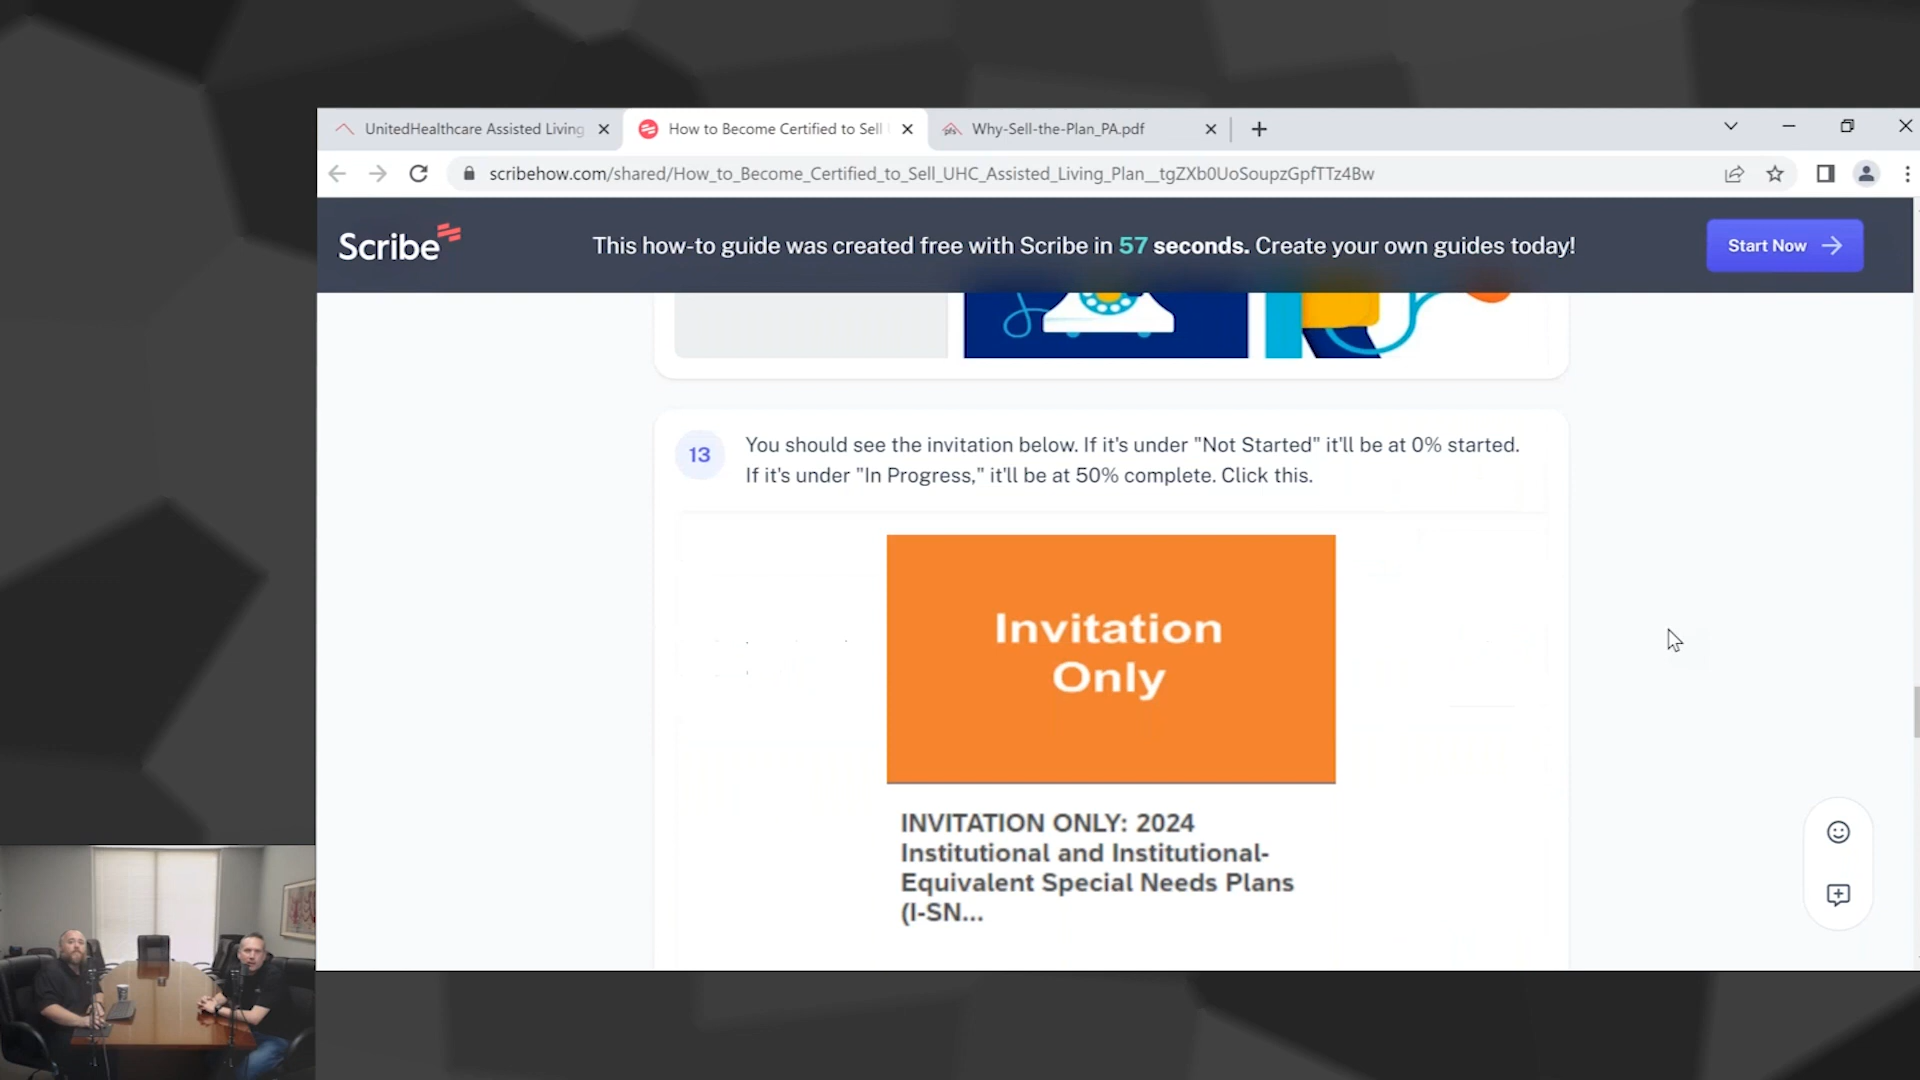 UnitedHealthcare Assisted Living
How to Become Certified to Sell
Why-Sell-the-Plan_PA.pdf
scribehow.com/shared/How_to_Become_Certified_to_Sell_UHC_Assisted_Living_Plan__tgZXb0UoSoupzGpfTTz4Bw
Scribe
This how-to guide was created free with Scribe in 57 seconds. Create your own guides today!
Start Now
13
You should see the invitation below. If it's under "Not Started" it'll be at 0% started.
If it's under "In Progress," it'll be at 50% complete. Click this.
Invitation
Only
INVITATION ONLY: 2024
Institutional and Institutional-
Equivalent Special Needs Plans
(I-SN...